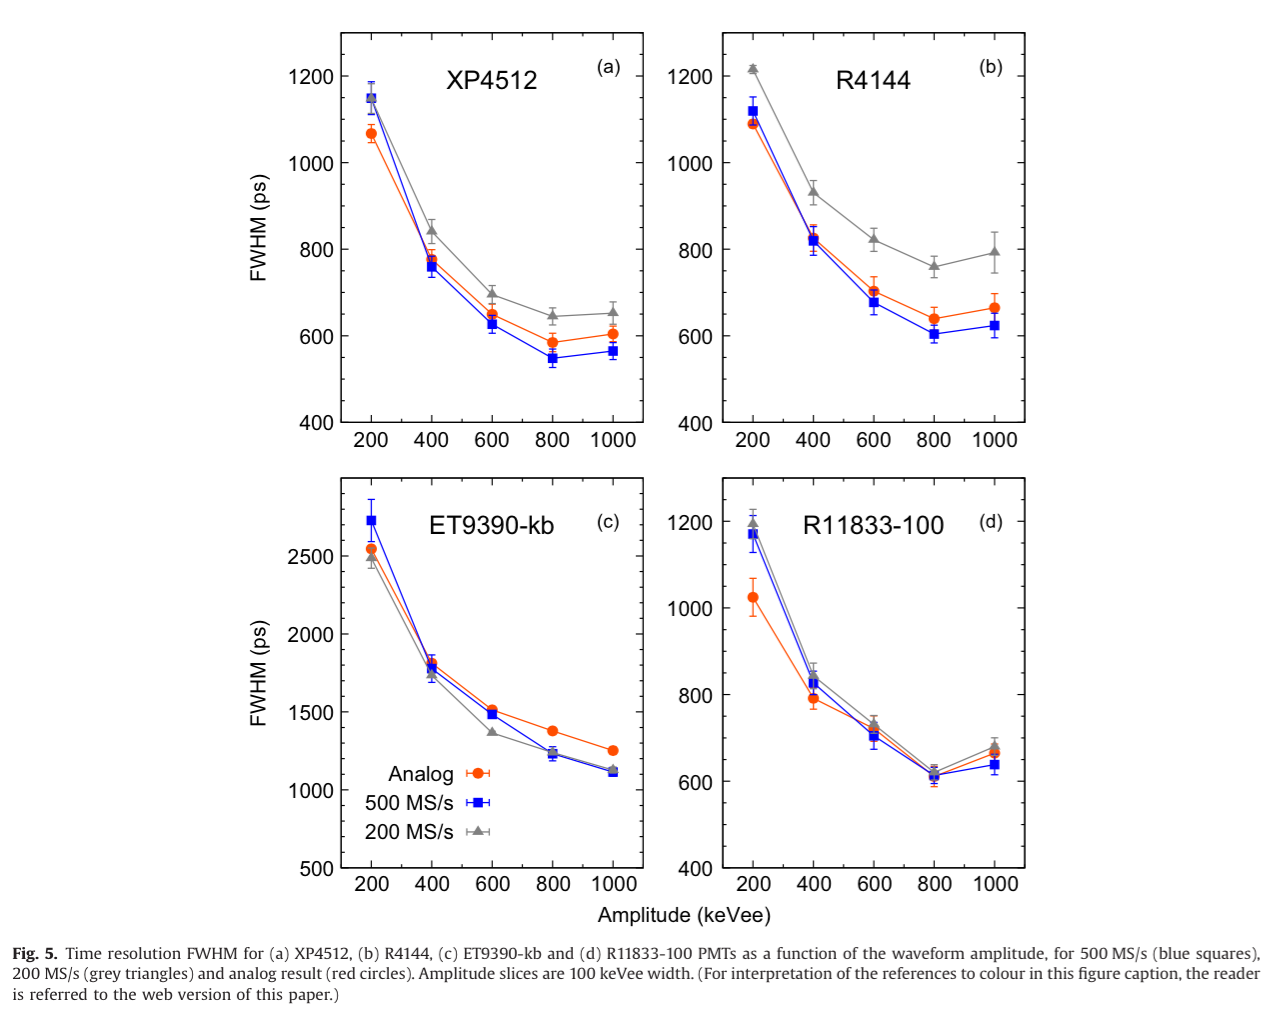 XP4512
(a)
1200
1000
800
600
400
FWHM (ps)
200 400 600 800 1000
R4144
(b)
1200
1000
800
600
400
200 400 600 800 1000
ET9390-kb
(c)
2500
2000
1500
1000
500
FWHM (ps)
Analog
500 MS/s
200 MS/s
200 400 600 800 1000
R11833-100
(d)
1200
1000
800
600
400
200 400 600 800 1000
Amplitude (keVee)
Fig. 5. Time resolution FWHM for (a) XP4512, (b) R4144, (c) ET9390-kb and (d) R11833-100 PMTs as a function of the waveform amplitude, for 500 MS/s (blue squares),
200 MS/s (grey triangles) and analog result (red circles). Amplitude slices are 100 keVee width. (For interpretation of the references to colour in this figure caption, the reader
is referred to the web version of this paper.)